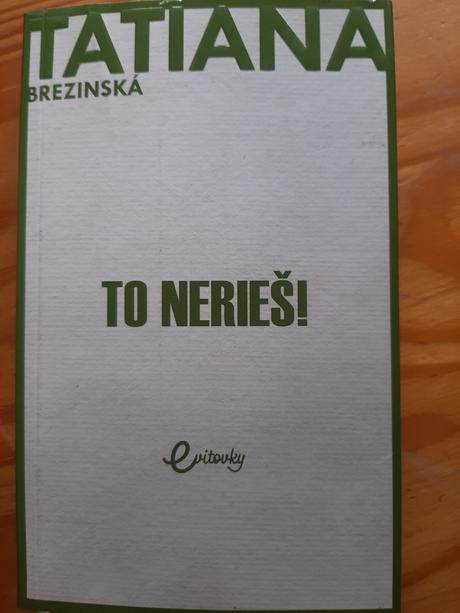 TATIANA
BREZINSKÁ
TO NERIEŠ!
evitovky